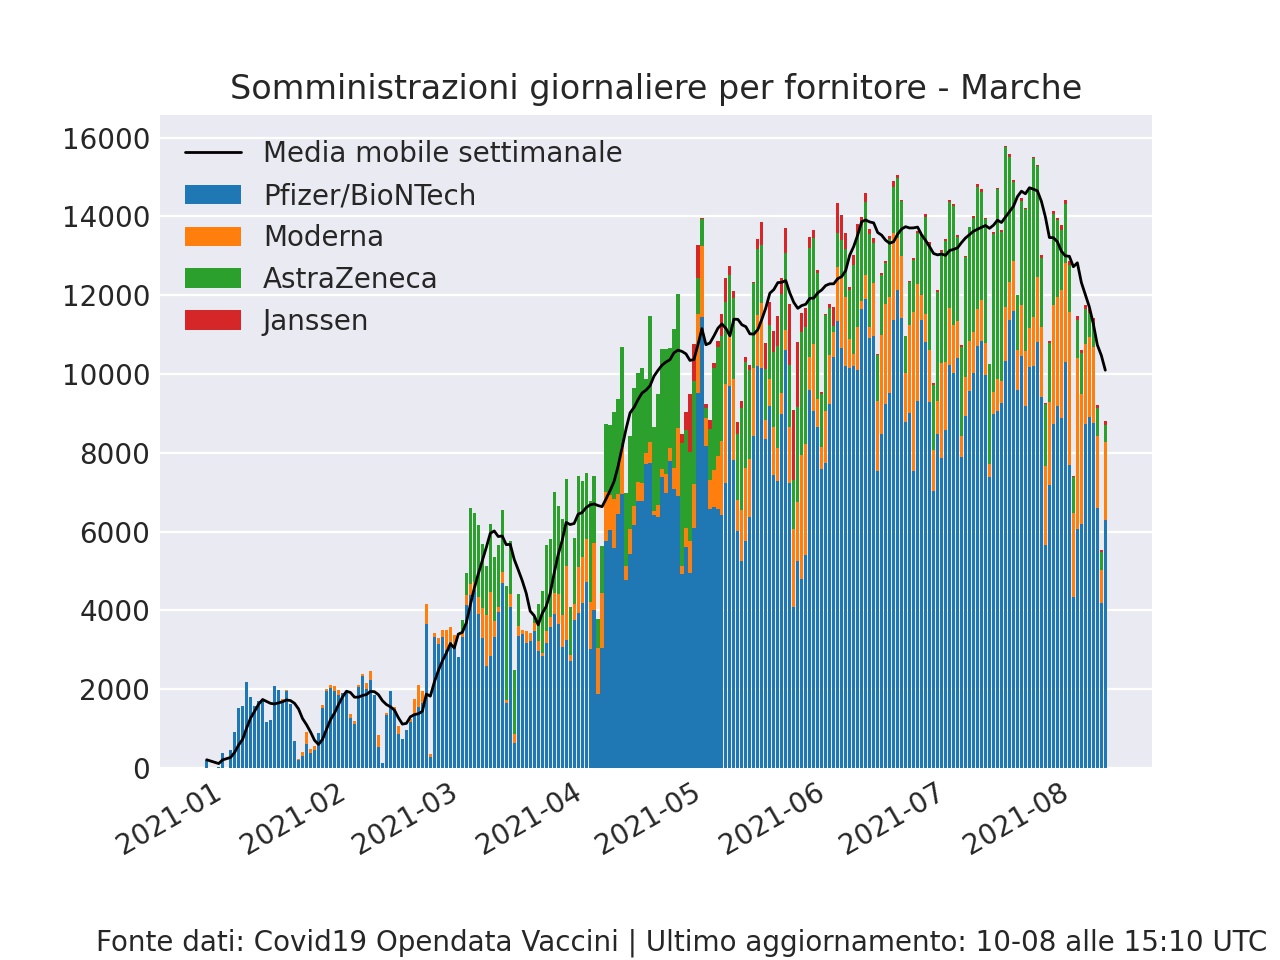 Somministrazioni giornaliere per fornitore - Marche
16000
14000
12000
10000
8000
6000
4000
2000
0
Media mobile settimanale
Pfizer/BioNTech
Moderna
AstraZeneca
Janssen
2021-01
2021-02
2021-03
2021-04
2021-05
2021-06
2021-07
2021-08
Fonte dati: Covid19 Opendata Vaccini | Ultimo aggiornamento: 10-08 alle 15:10 UTC